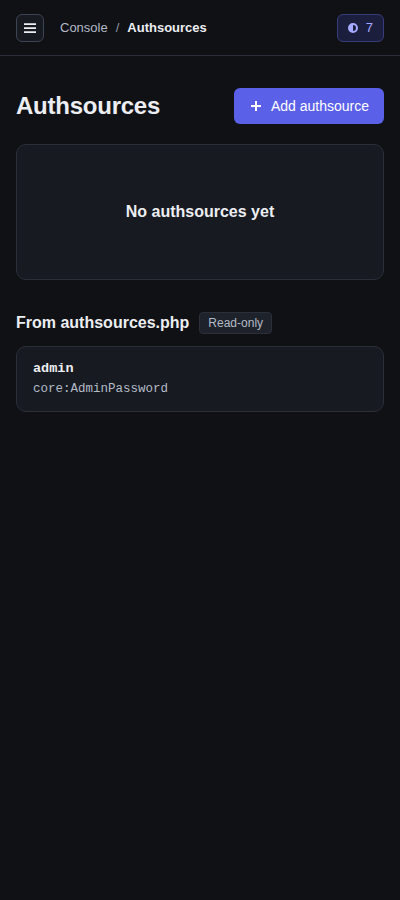 Console / Authsources
7
Authsources
Add authsource
No authsources yet
From authsources.php
Read-only
admin
core:AdminPassword